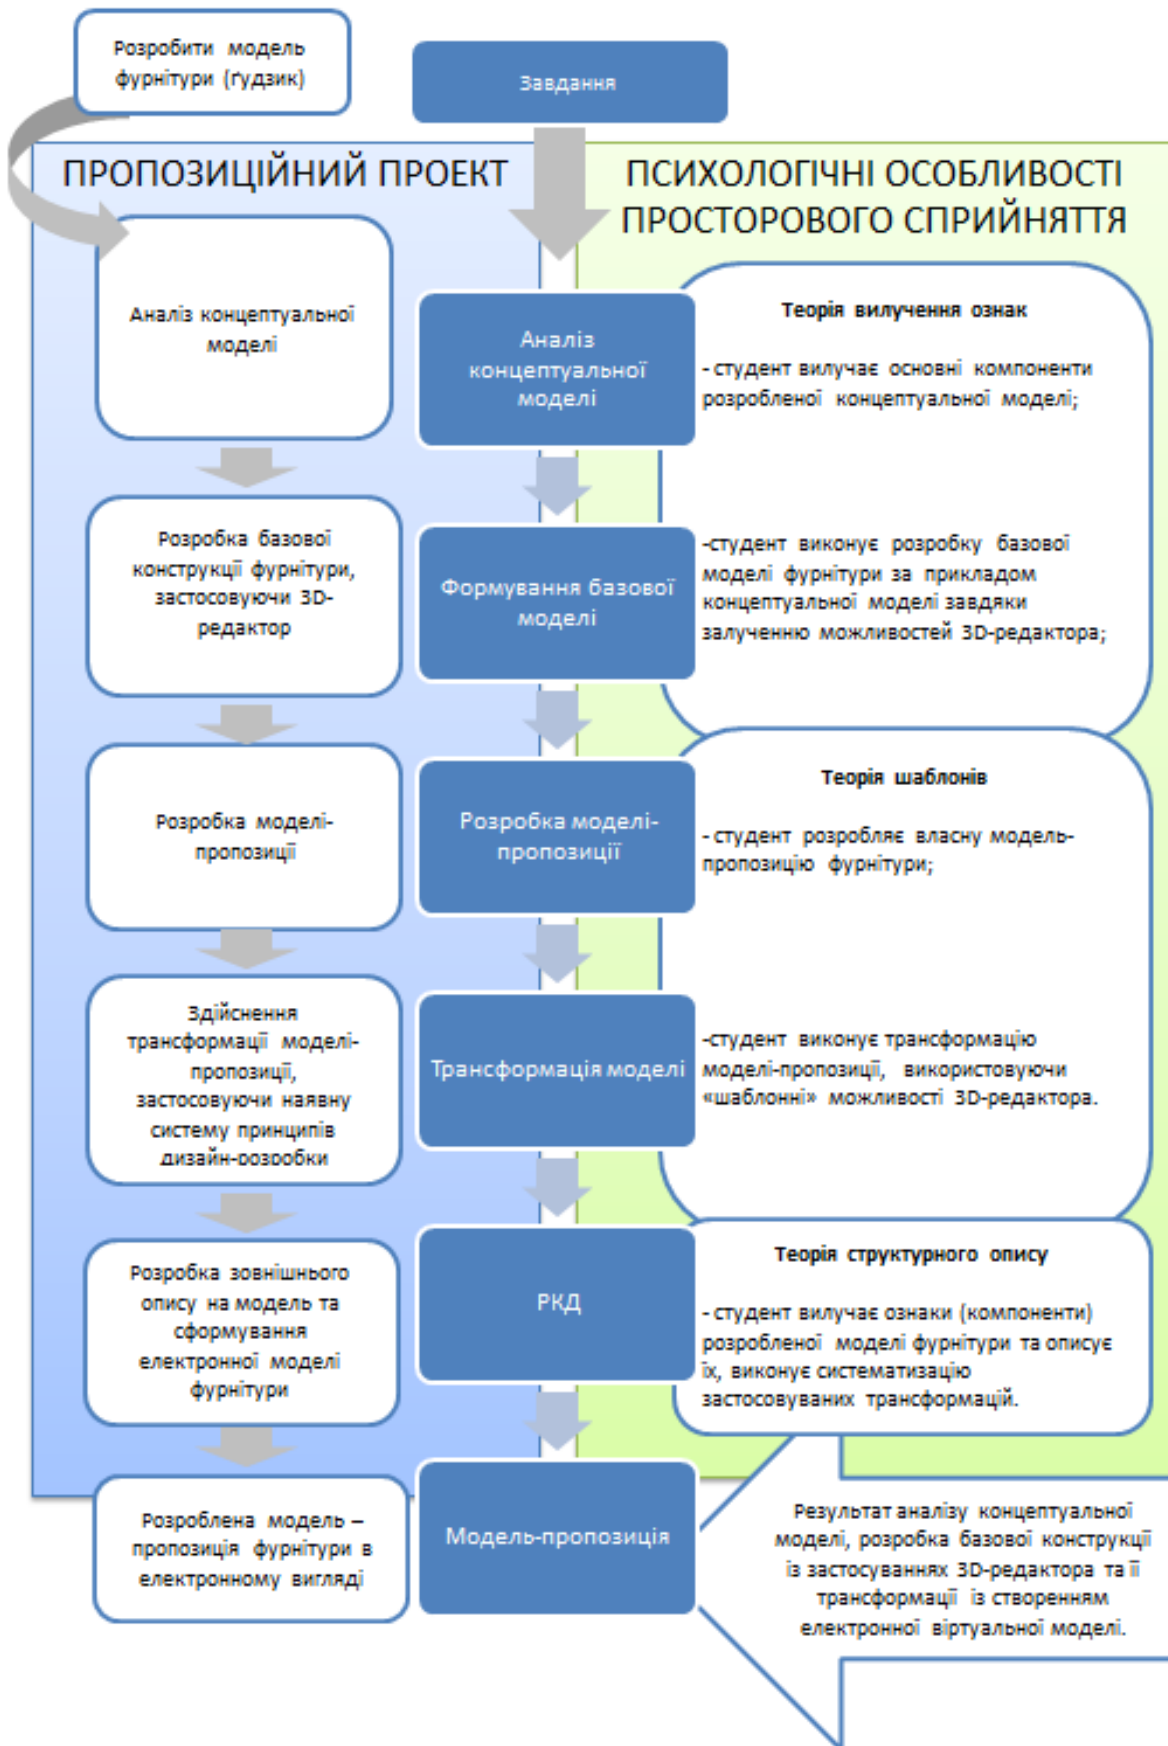 Розробити модель
фурнітури (ґудзик)
Завдання
ПРОПОЗИЦІЙНИЙ ПРОЕКТ
ПСИХОЛОГІЧНІ ОСОБЛИВОСТІ
ПРОСТОРОВОГО СПРИЙНЯТТЯ
Аналіз концептуальної
моделі
Аналіз
концептуальної
моделі
Теорія вилучення ознак
- студент вилучає основні компоненти
розробленої концептуальної моделі;
Розробка базової
конструкції фурнітури,
застосовуючи 3D-
редактор
Формування базової
моделі
-студент виконує розробку базової
моделі фурнітури за прикладом
концептуальної моделі завдяки
залученню можливостей 3D-редактора;
Розробка моделі-
пропозиції
Розробка моделі-
пропозиції
Теорія шаблонів
- студент розробляє власну модель-
пропозицію фурнітури;
Здійснення
трансформації моделі-
пропозиції,
застосовуючи наявну
систему принципів
дизайн-розробки
Трансформація моделі
-студент виконує трансформацію
моделі-пропозиції, використовуючи
«шаблонні» можливості 3D-редактора.
Розробка зовнішнього
опису на модель та
сформування
електронної моделі
фурнітури
РКД
Теорія структурного опису
- студент вилучає ознаки (компоненти)
розробленої моделі фурнітури та описує
їх, виконує систематизацію
застосовуваних трансформацій.
Розроблена модель –
пропозиція фурнітури в
електронному вигляді
Модель-пропозиція
Результат аналізу концептуальної
моделі, розробка базової конструкції
із застосуваннях 3D-редактора та її
трансформації із створенням
електронної віртуальної моделі.